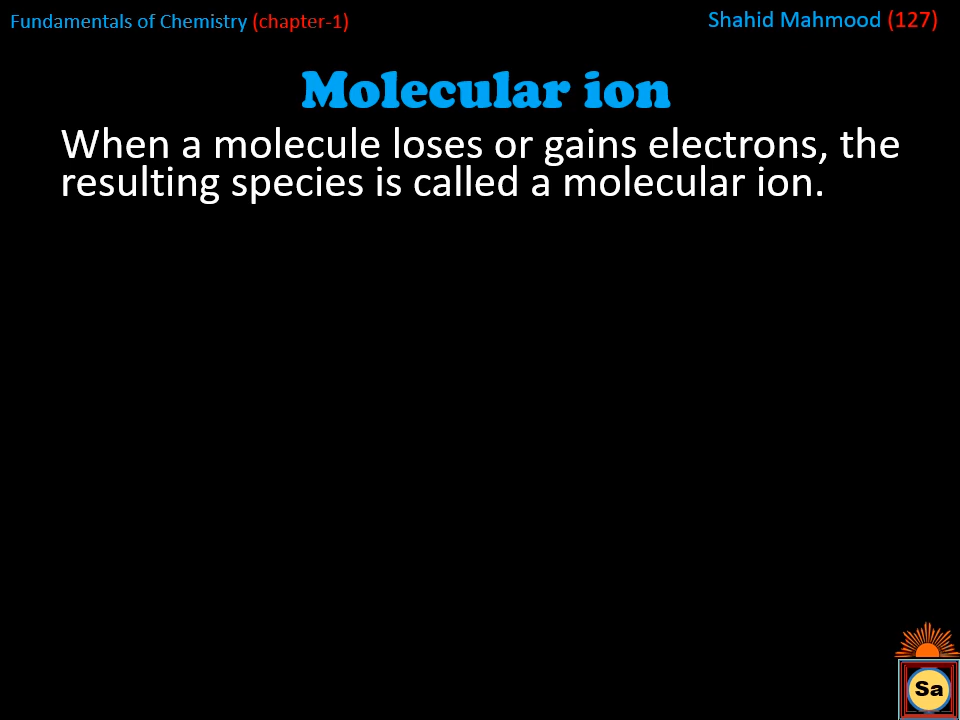 Fundamentals of Chemistry (chapter-1)
Shahid Mahmood (127)
Molecular ion
When a molecule loses or gains electrons, the
resulting species is called a molecular ion.
Sa